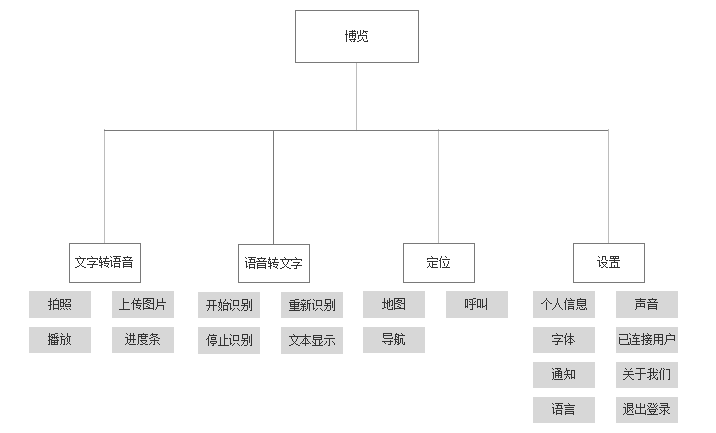 博览
文字转语音
语音转文字
定位
设置
拍照
上传图片
播放
进度条
开始识别
重新识别
停止识别
文本显示
地图
呼叫
导航
个人信息
声音
字体
已连接用户
通知
关于我们
语言
退出登录